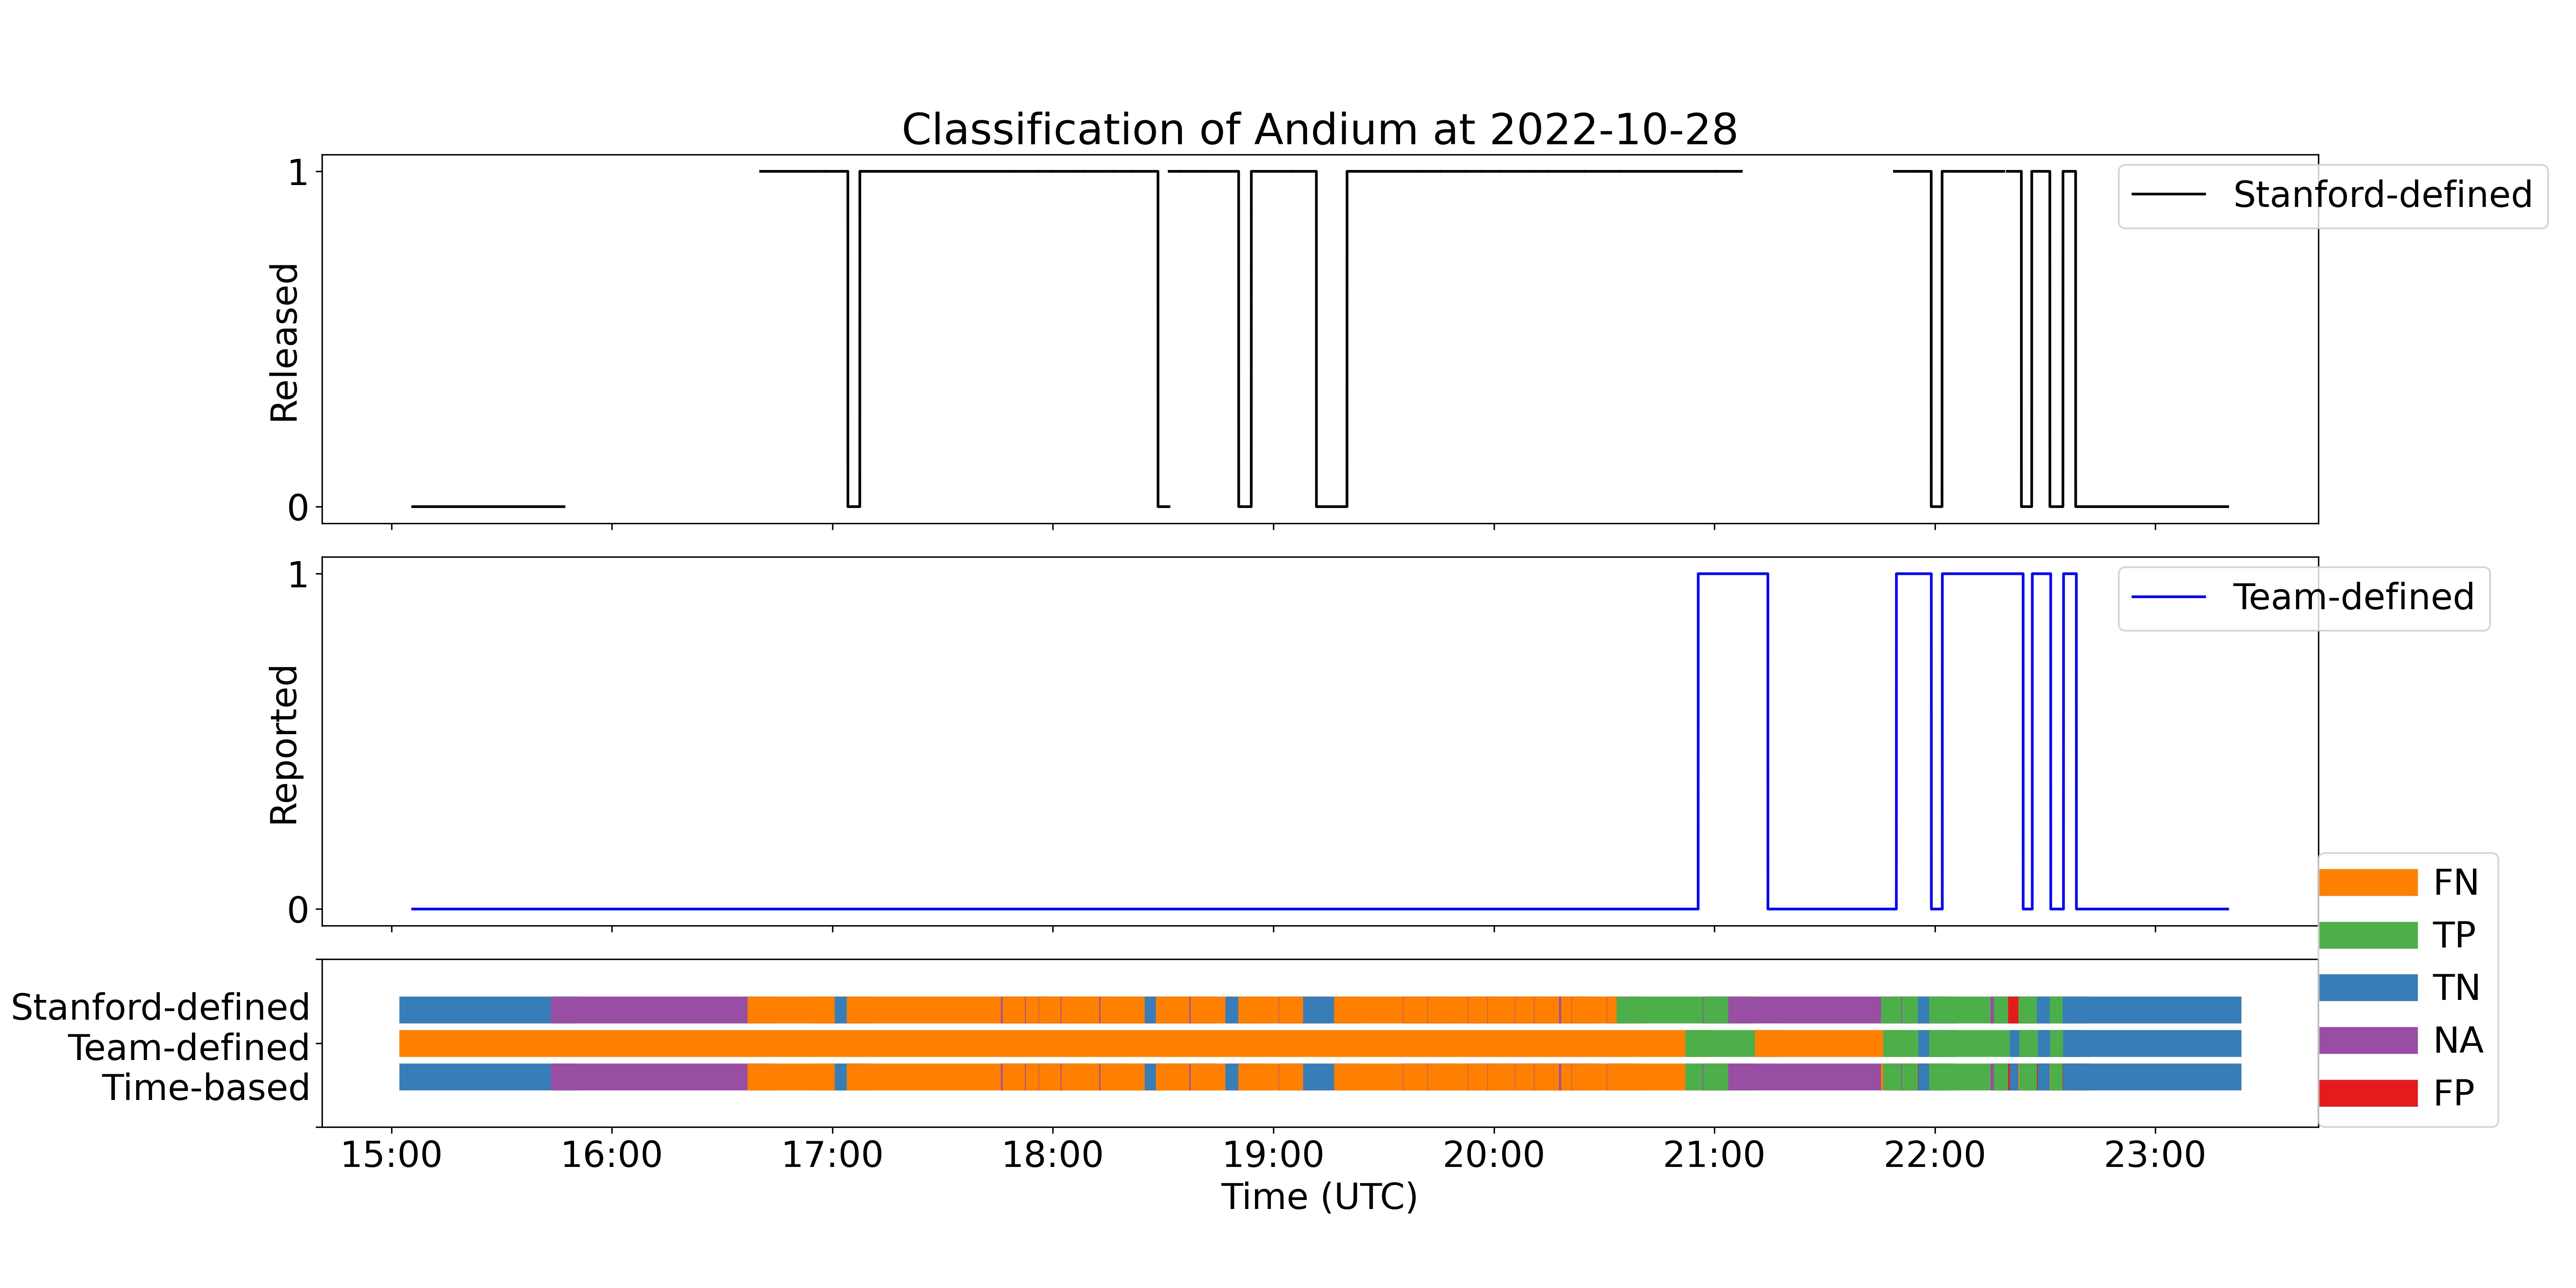 Classification of Andium at 2022-10-28
1
Released
0
Stanford-defined
1
Reported
0
Team-defined
Stanford-defined
Team-defined
Time-based
FN
TP
TN
NA
FP
15:00 16:00 17:00 18:00 19:00 20:00 21:00 22:00 23:00
Time (UTC)